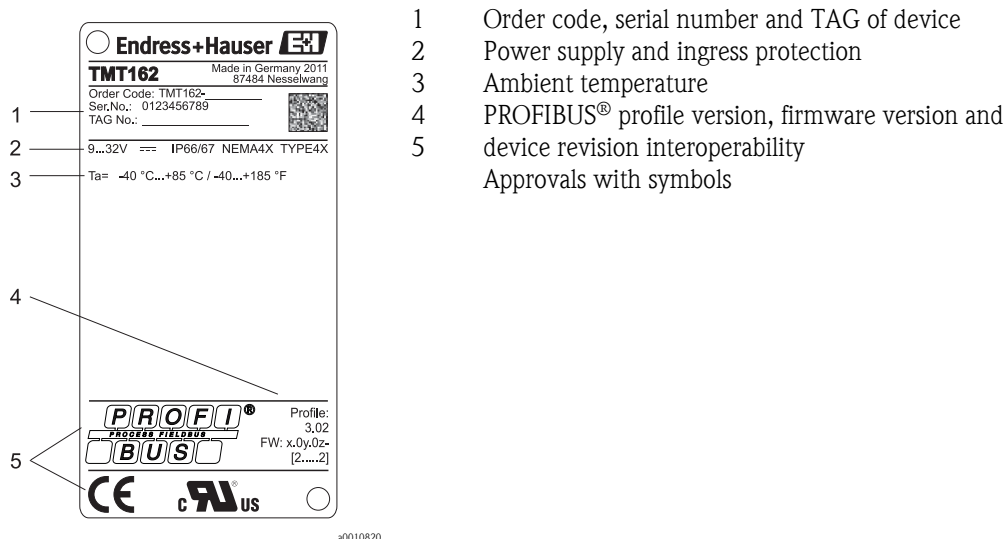 Endress+Hauser EH
TMT162
Made in Germany 2011
87484 Nesselwang
Order Code: TMT162-
Ser.No.: 0123456789
TAG No.:
9...32V IP66/67 NEMA4X TYPE4X
Ta= -40 °C...+85 °C / -40...+185 °F
1
2
3
4
5
PROFI®
PROCESS FIELDBUS
BUS
Profile:
3.02
FW: x.0y.0z-
[2.....2]
CE
c RU® US
a0010820
1 Order code, serial number and TAG of device
2 Power supply and ingress protection
3 Ambient temperature
4 PROFIBUS® profile version, firmware version and
5 device revision interoperability
Approvals with symbols